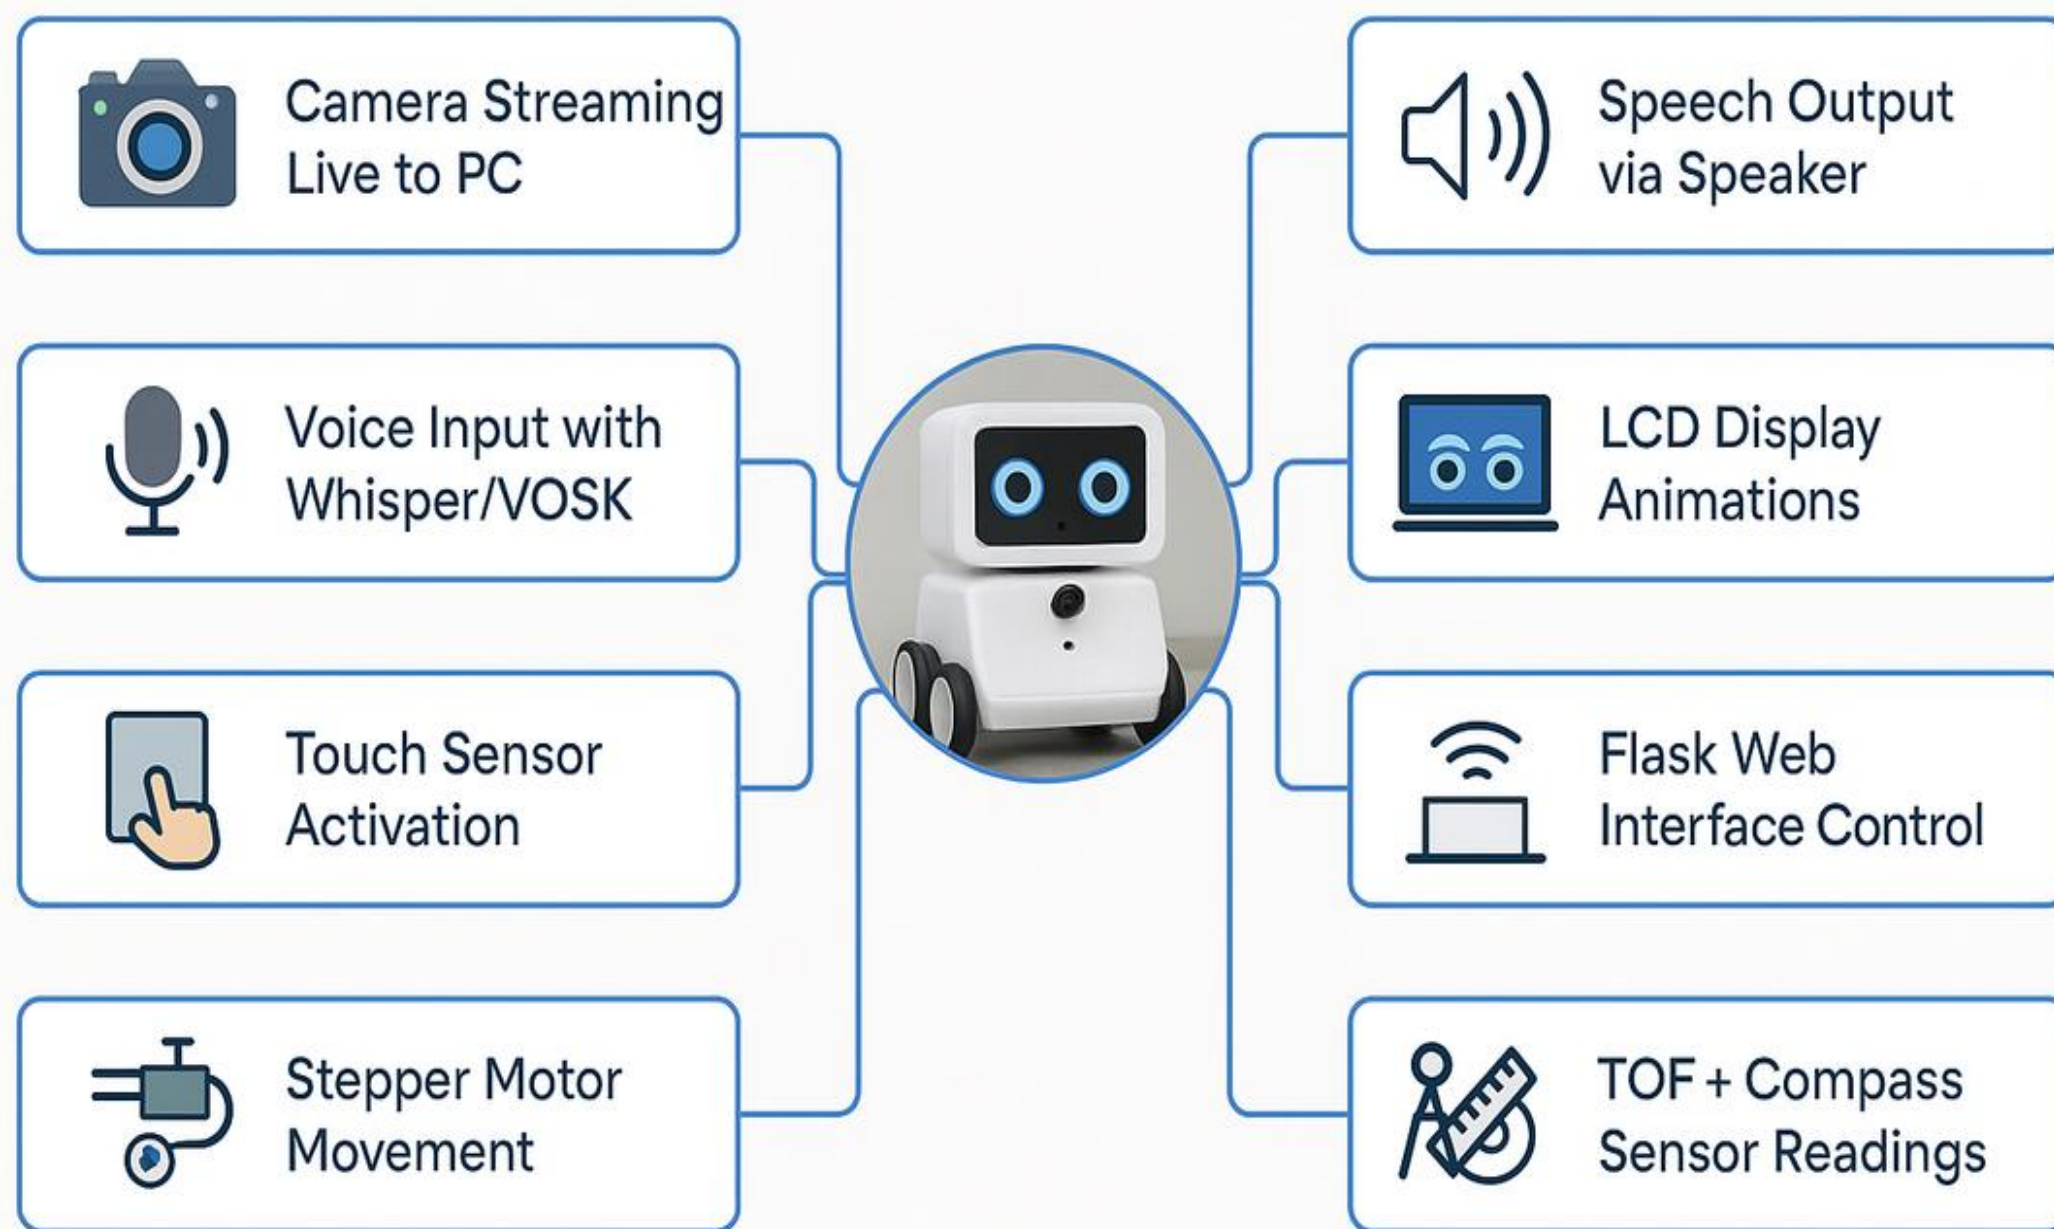 Camera Streaming
Live to PC
Voice Input with
Whisper/VOSK
Touch Sensor
Activation
Stepper Motor
Movement
Speech Output
via Speaker
LCD Display
Animations
Flask Web
Interface Control
TOF + Compass
Sensor Readings